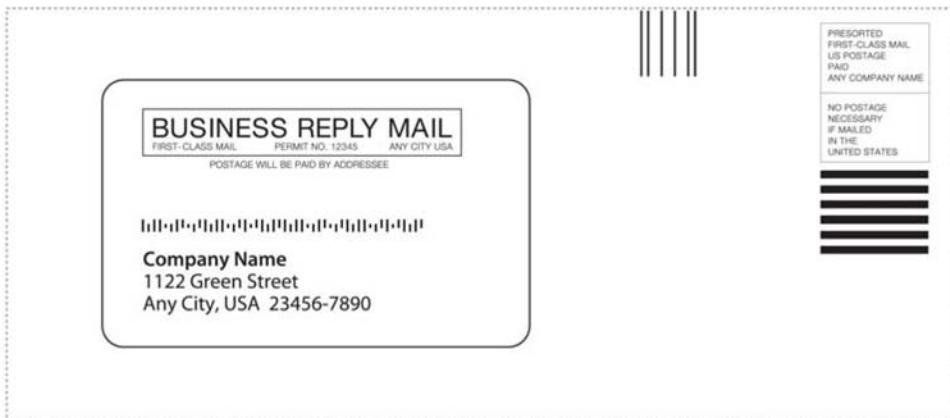 PRESORTED
FIRST-CLASS MAIL
US POSTAGE
PAID
ANY COMPANY NAME
NO POSTAGE
NECESSARY
IF MAILED
IN THE
UNITED STATES
BUSINESS REPLY MAIL
FIRST-CLASS MAIL PERMIT NO. 12345 ANY CITY USA
POSTAGE WILL BE PAID BY ADDRESSEE
Company Name
1122 Green Street
Any City, USA 23456-7890